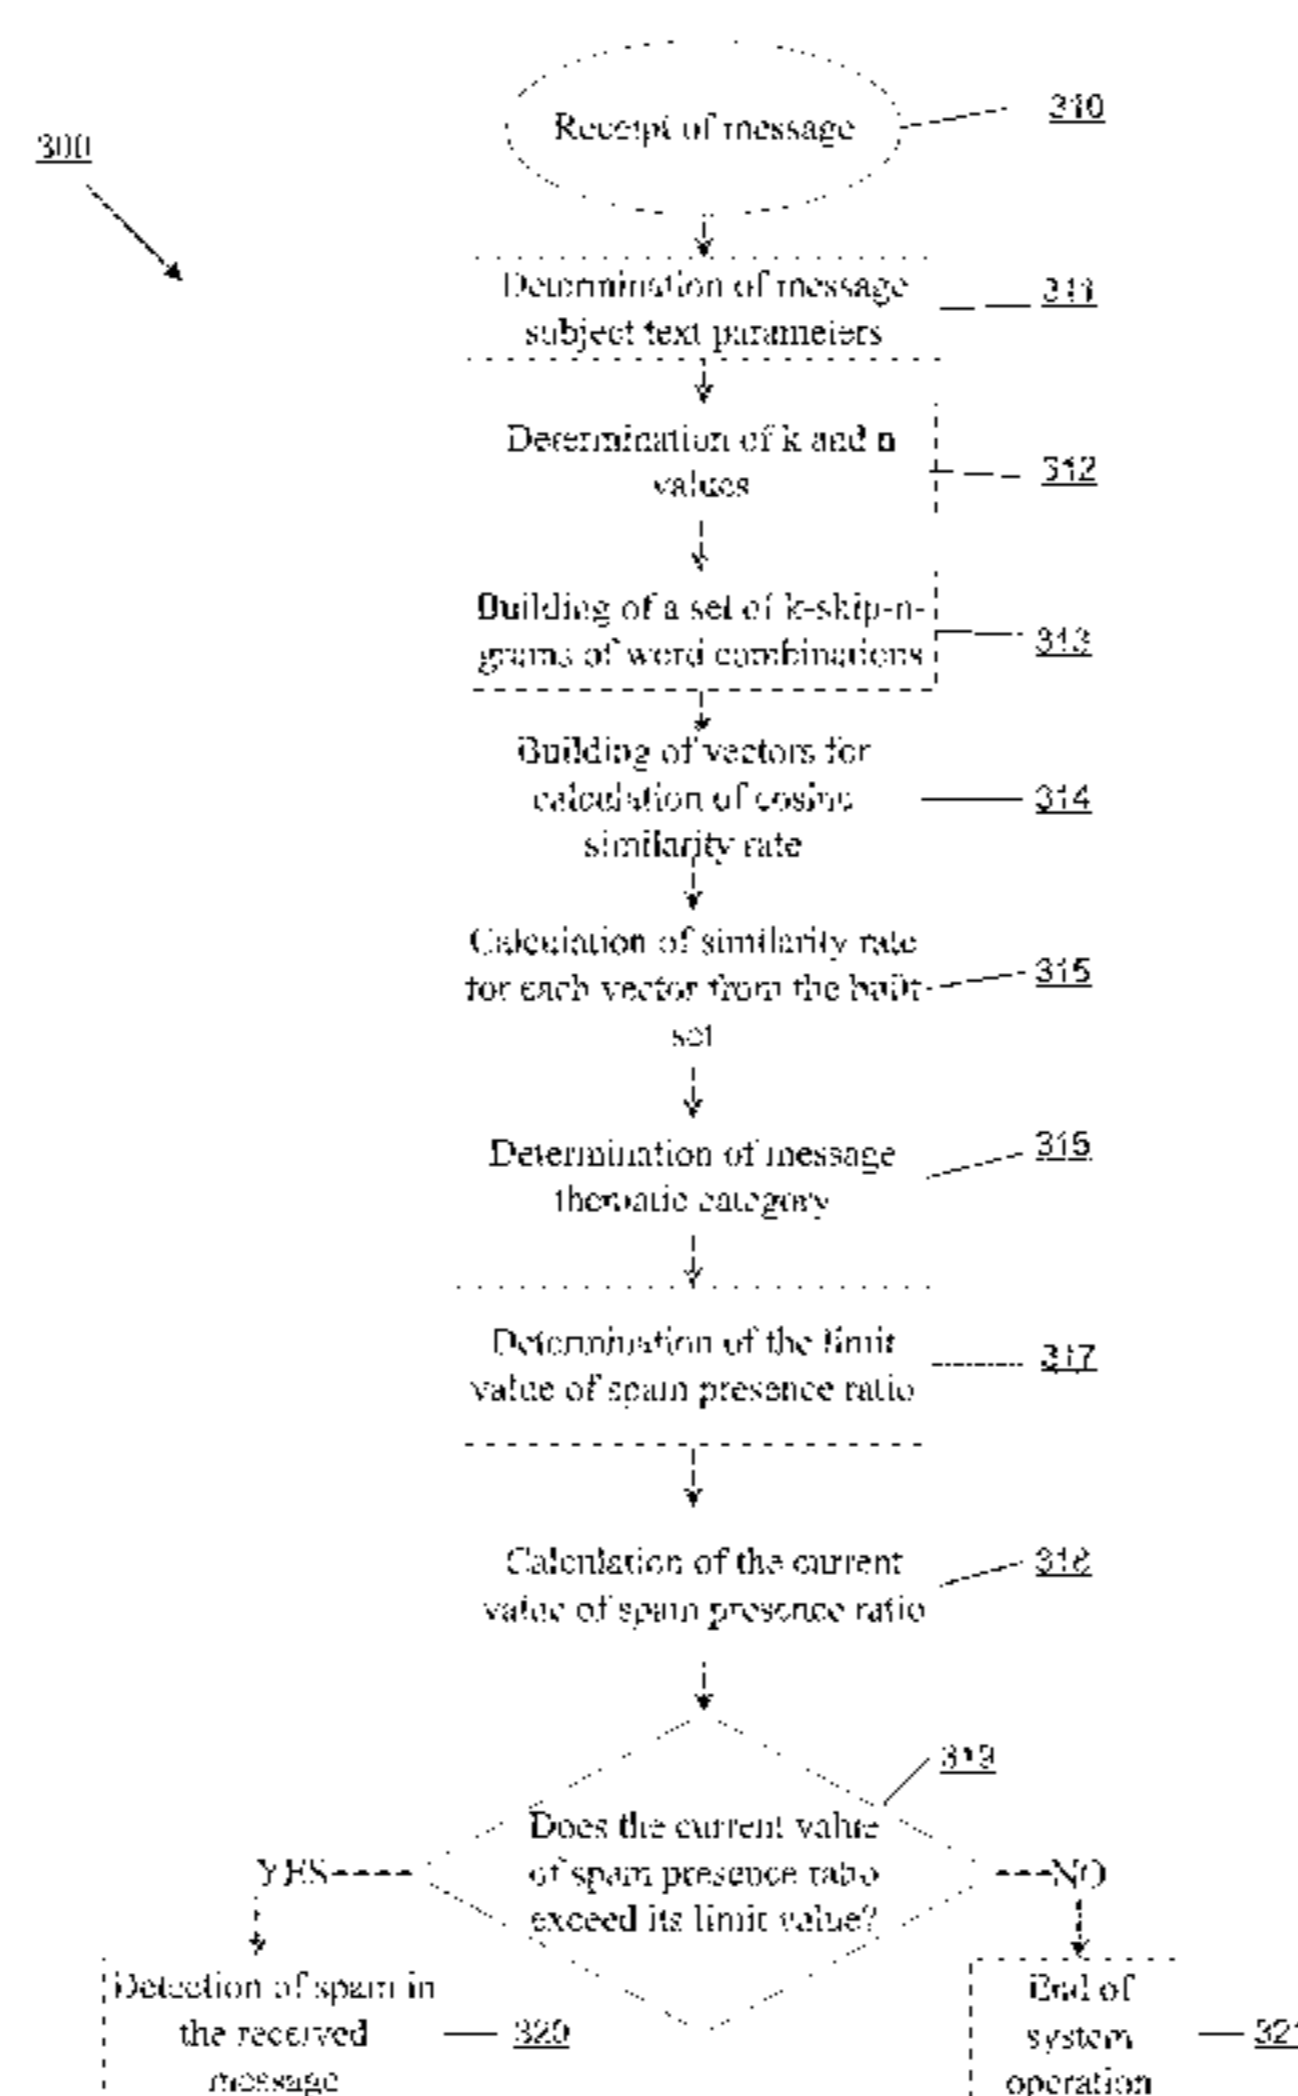 300
Receipt of message
310
Determination of message
subject text parameters
311
Determination of k and n
values
312
Building of a set of k-skip-n-
grams of word combinations
313
Building of vectors for
calculation of cosine
similarity rate
314
Calculation of similarity rate
for each vector from the built
set
315
Determination of message
thematic category
Determination of the limit
value of spam presence ratio
317
Calculation of the current
value of spam presence ratio
Does the current value
of spam presence ratio
exceed its limit value?
319
YES
NO
Detection of spam in
the received
message
320
End of
system
operation
321